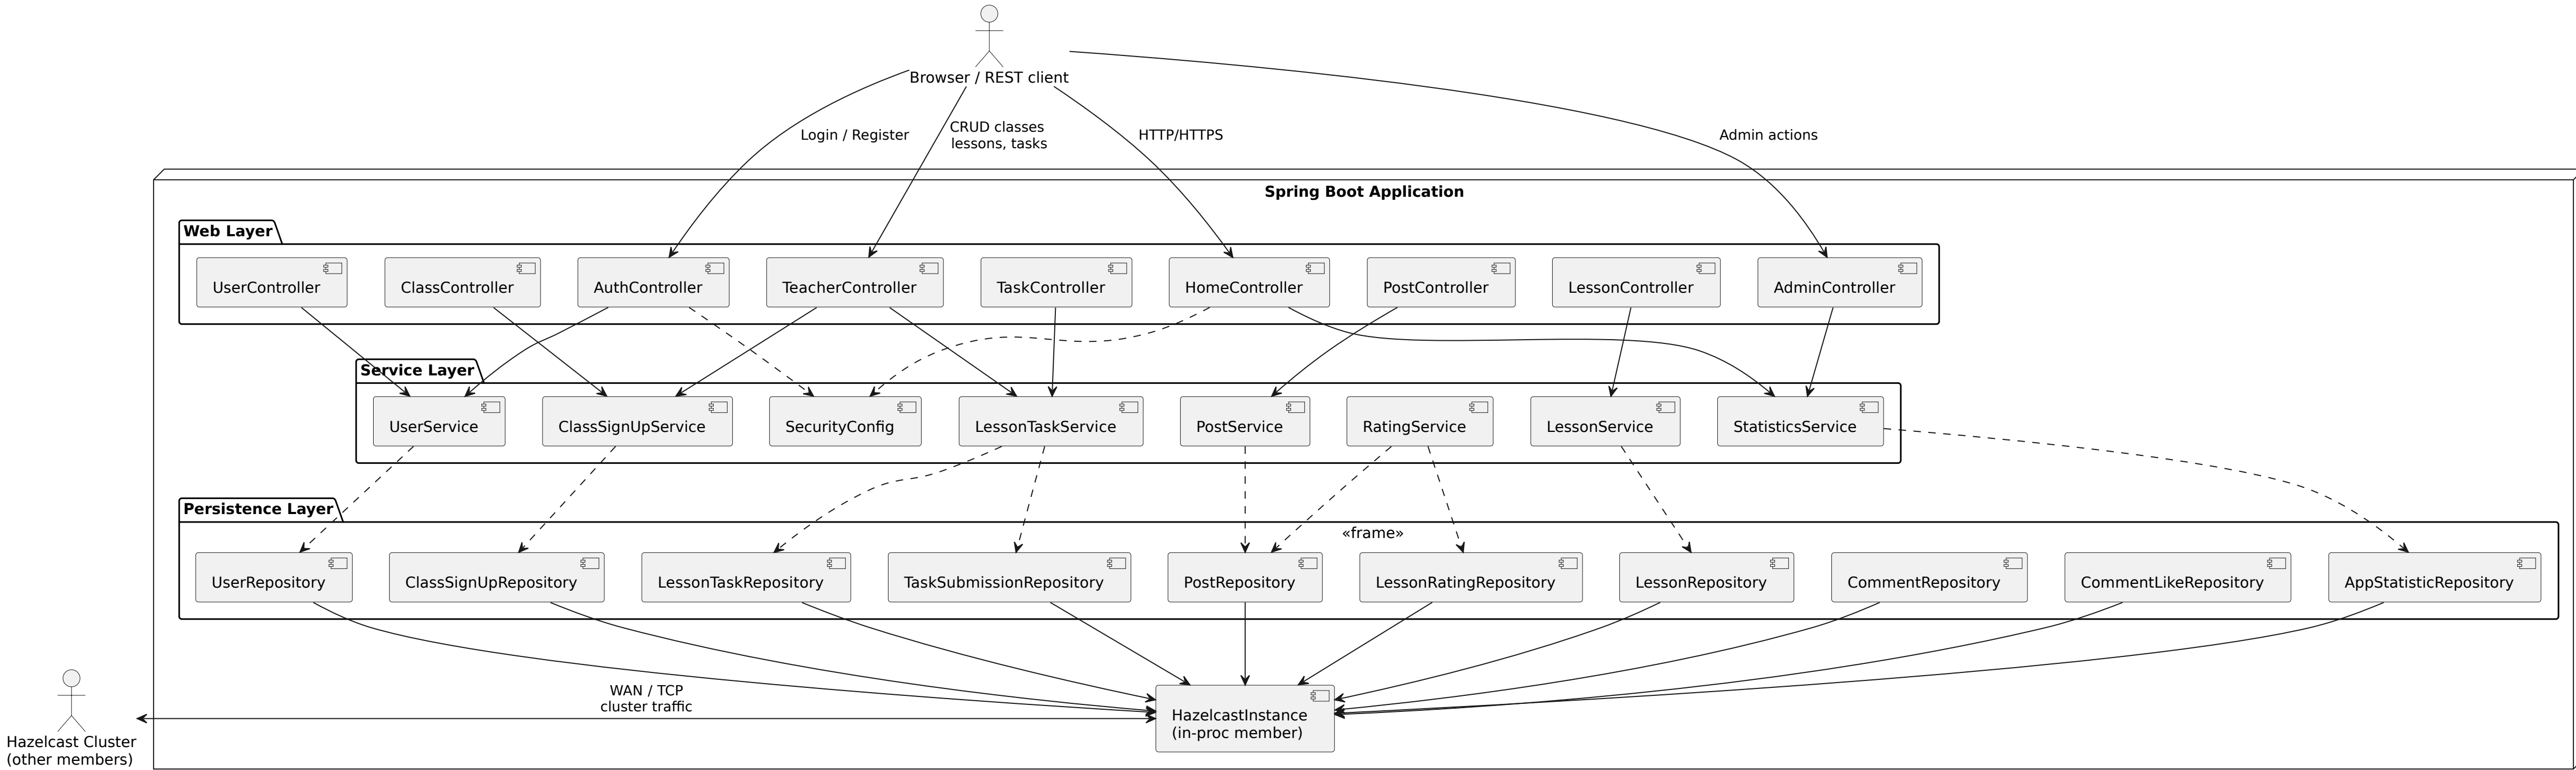 Browser / REST client
Login / Register
CRUD classes
lessons, tasks
HTTP/HTTPS
Admin actions
Spring Boot Application
Web Layer
UserController
ClassController
AuthController
TeacherController
TaskController
HomeController
PostController
LessonController
AdminController
Service Layer
UserService
ClassSignUpService
SecurityConfig
LessonTaskService
PostService
RatingService
LessonService
StatisticsService
Persistence Layer
«frame»
UserRepository
ClassSignUpRepository
LessonTaskRepository
TaskSubmissionRepository
PostRepository
LessonRatingRepository
LessonRepository
CommentRepository
CommentLikeRepository
AppStatisticRepository
WAN / TCP
cluster traffic
HazelcastInstance
(in-proc member)
Hazelcast Cluster
(other members)